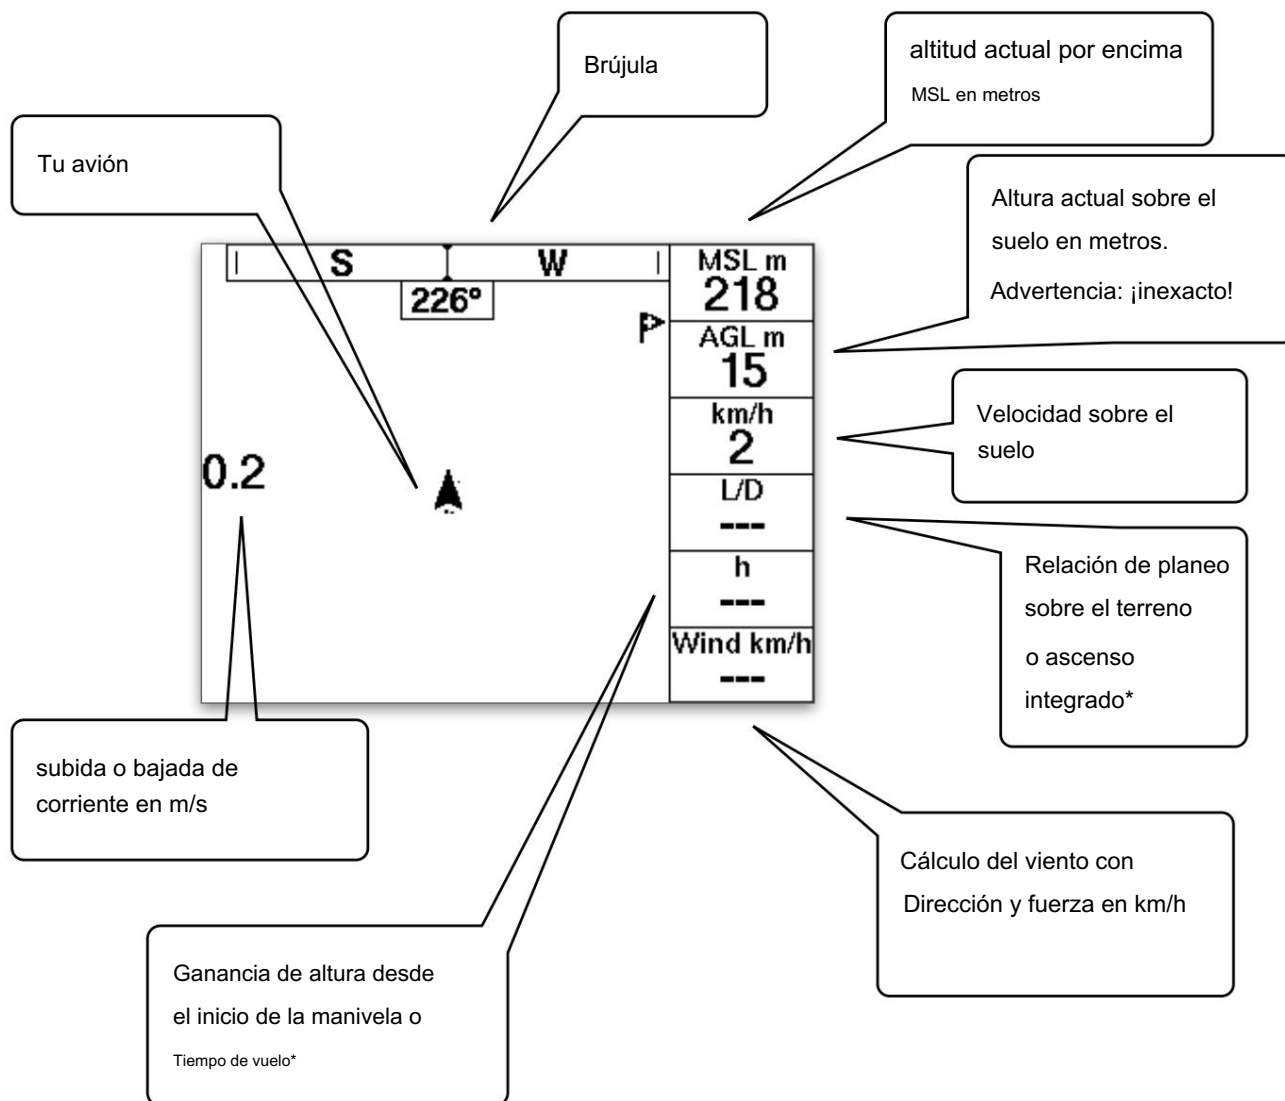 Brújula
altitud actual por encima
MSL en metros
Tu avión
Altura actual sobre el
suelo en metros.
Advertencia: ¡inexacto!
S
W
226°
MSL m
218
AGL m
15
km/h
2
L/D
---
h
---
Wind km/h
---
0.2
Velocidad sobre el
suelo
Relación de planeo
sobre el terreno
o ascenso
integrado*
subida o bajada de
corriente en m/s
Cálculo del viento con
Dirección y fuerza en km/h
Ganancia de altura desde
el inicio de la manivela o
Tiempo de vuelo*